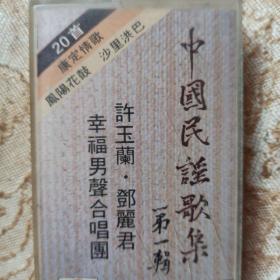 20首
康定情歌
沙里洪巴
鳳陽花鼓
中國民謠歌集
第一輯
許玉蘭·鄧麗君
幸福男聲合唱團